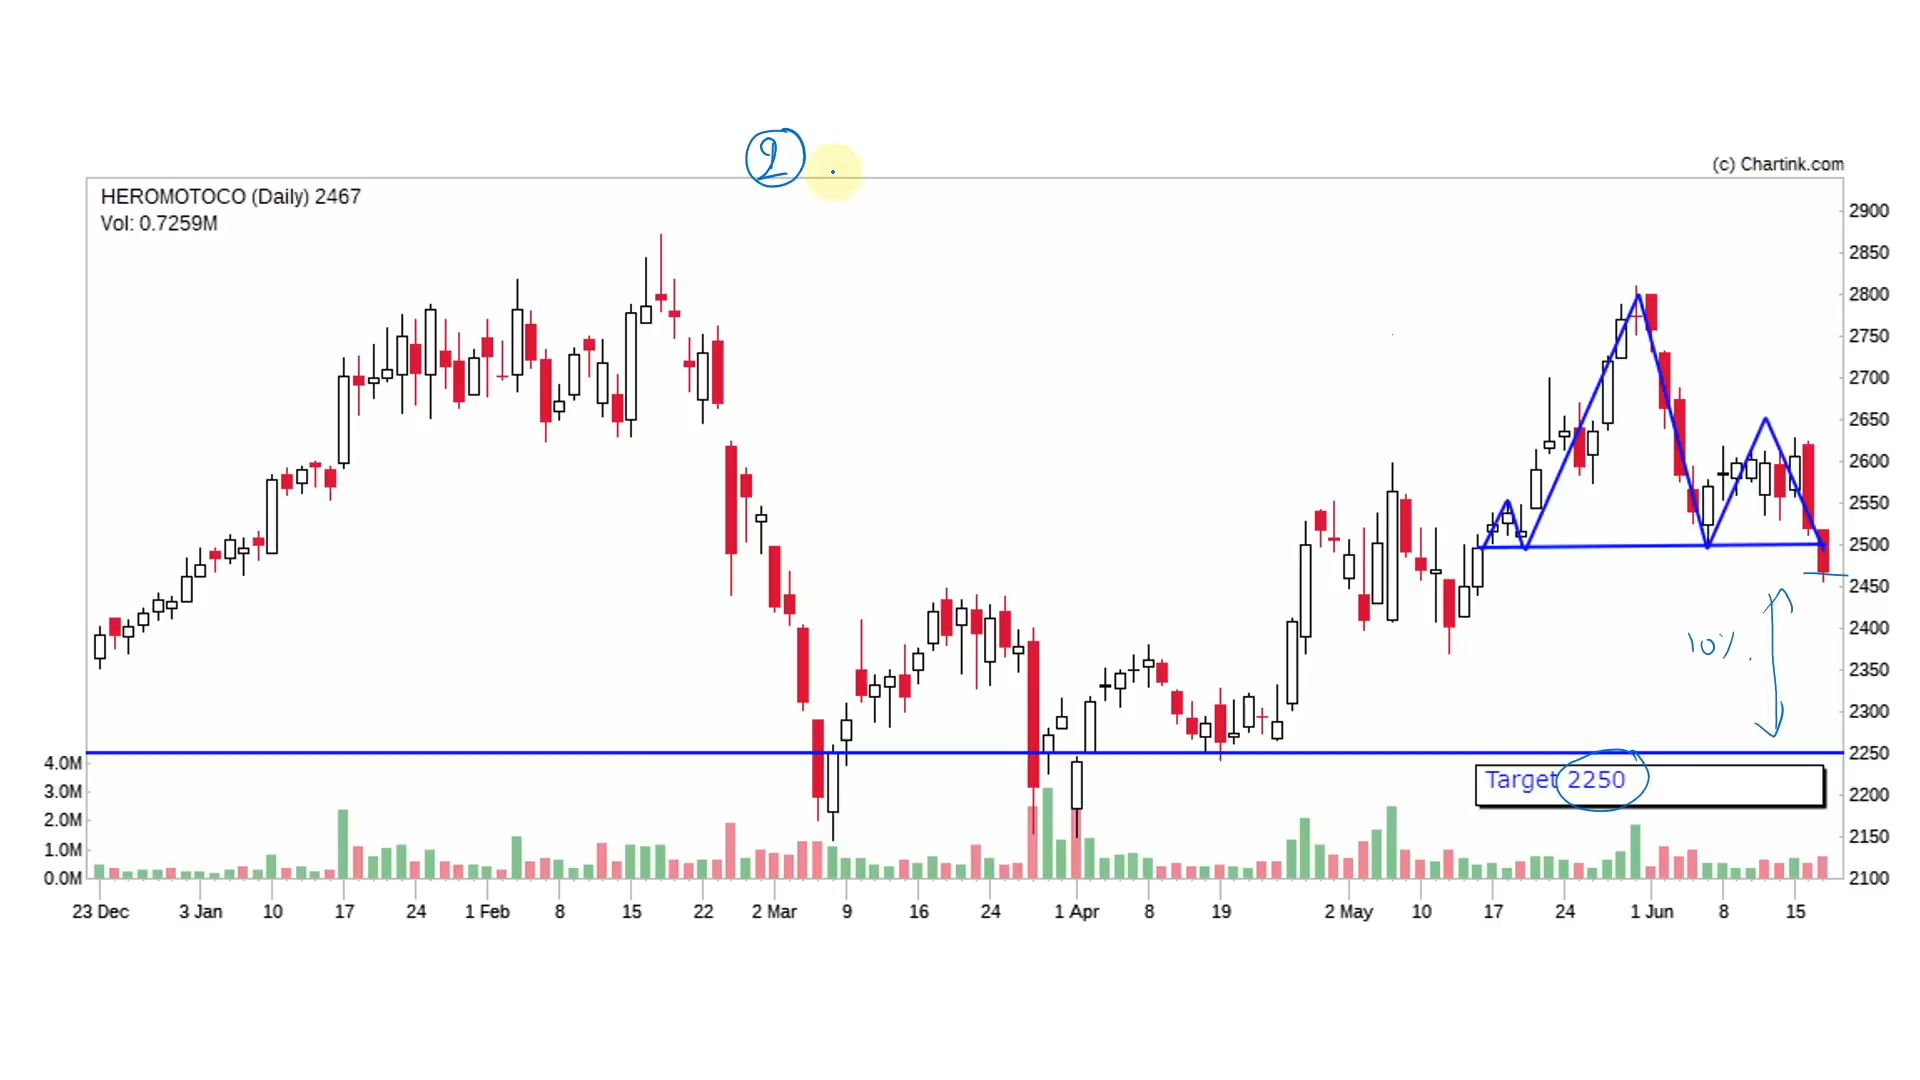 2
(c) Chartink.com
HEROMOTOCO (Daily) 2467
Vol: 0.7259M
2900
2850
2800
2750
2700
2650
2600
2550
2500
2450
2400
2350
2300
2250
2200
2150
2100
10%
Target 2250
4.0M
3.0M
2.0M
1.0M
0.0M
23 Dec 3 Jan 10 17 24 1 Feb 8 15 22 2 Mar 9 16 24 1 Apr 8 19 2 May 10 17 24 1 Jun 8 15